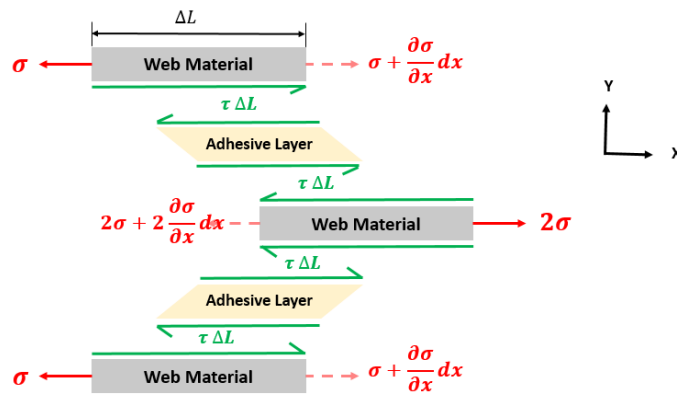 ΔL
σ
Web Material
σ + ∂σ/∂x dx
τ ΔL
Adhesive Layer
τ ΔL
2σ + 2 ∂σ/∂x dx
Web Material
2σ
τ ΔL
Adhesive Layer
τ ΔL
σ
Web Material
σ + ∂σ/∂x dx
Y
X